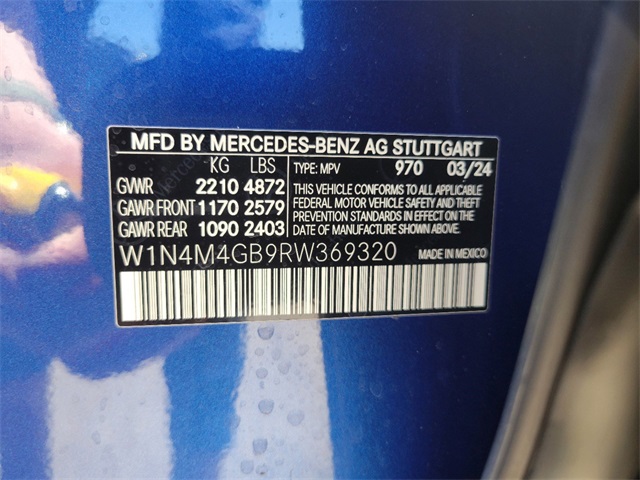 MFD BY MERCEDES-BENZ AG STUTTGART
KG LBS TYPE: MPV 970 03/24
GVWR 2210 4872
GAWR FRONT 1170 2579
GAWR REAR 1090 2403
THIS VEHICLE CONFORMS TO ALL APPLICABLE
FEDERAL MOTOR VEHICLE SAFETY AND THEFT
PREVENTION STANDARDS IN EFFECT ON THE
DATE OF MANUFACTURE SHOWN ABOVE.
W1N4M4GB9RW369320 MADE IN MEXICO